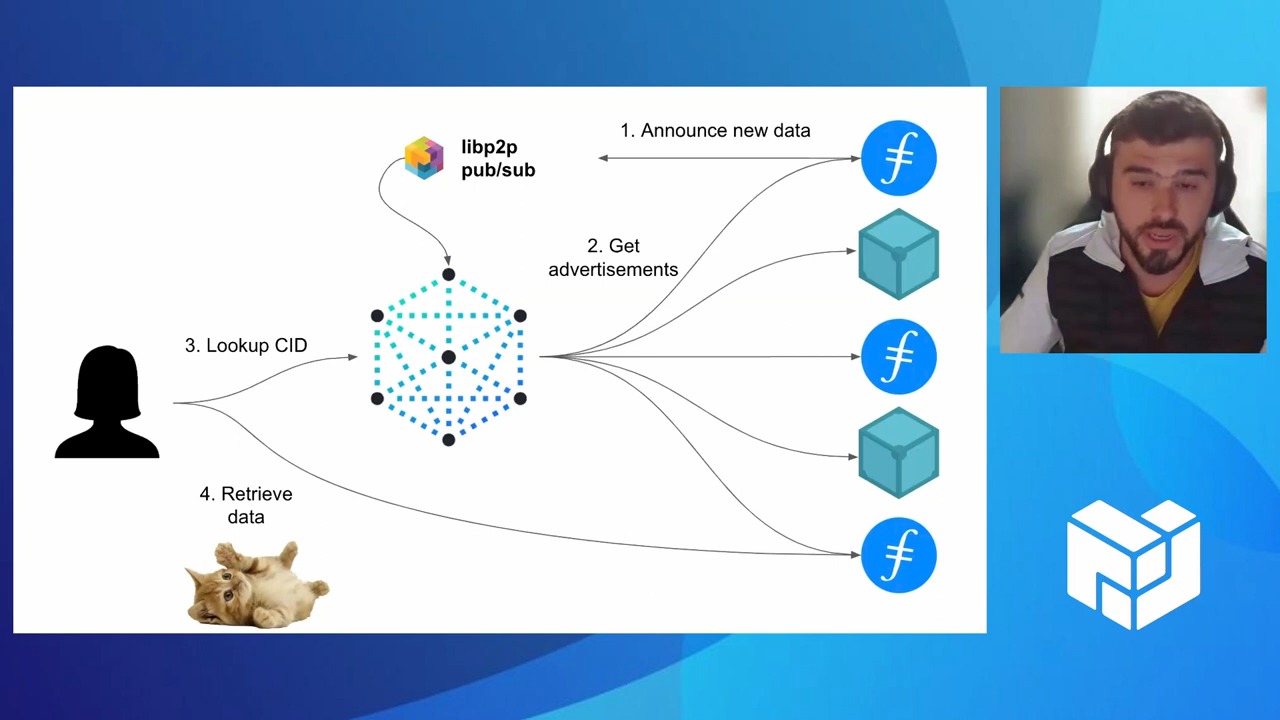 1. Announce new data
libp2p
pub/sub
2. Get
advertisements
3. Lookup CID
4. Retrieve
data